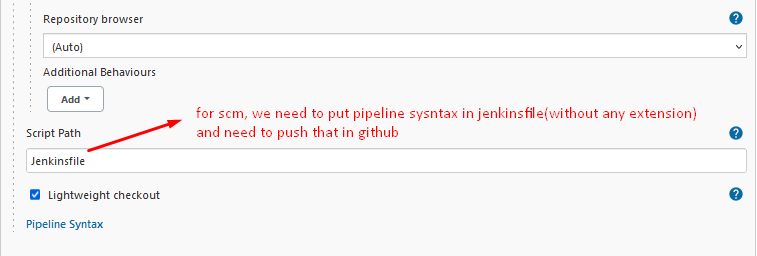 Repository browser
(Auto)
Additional Behaviours
Add
for scm, we need to put pipeline sysntax in jenkinsfile(without any extension)
and need to push that in github
Script Path
Jenkinsfile
Lightweight checkout
Pipeline Syntax